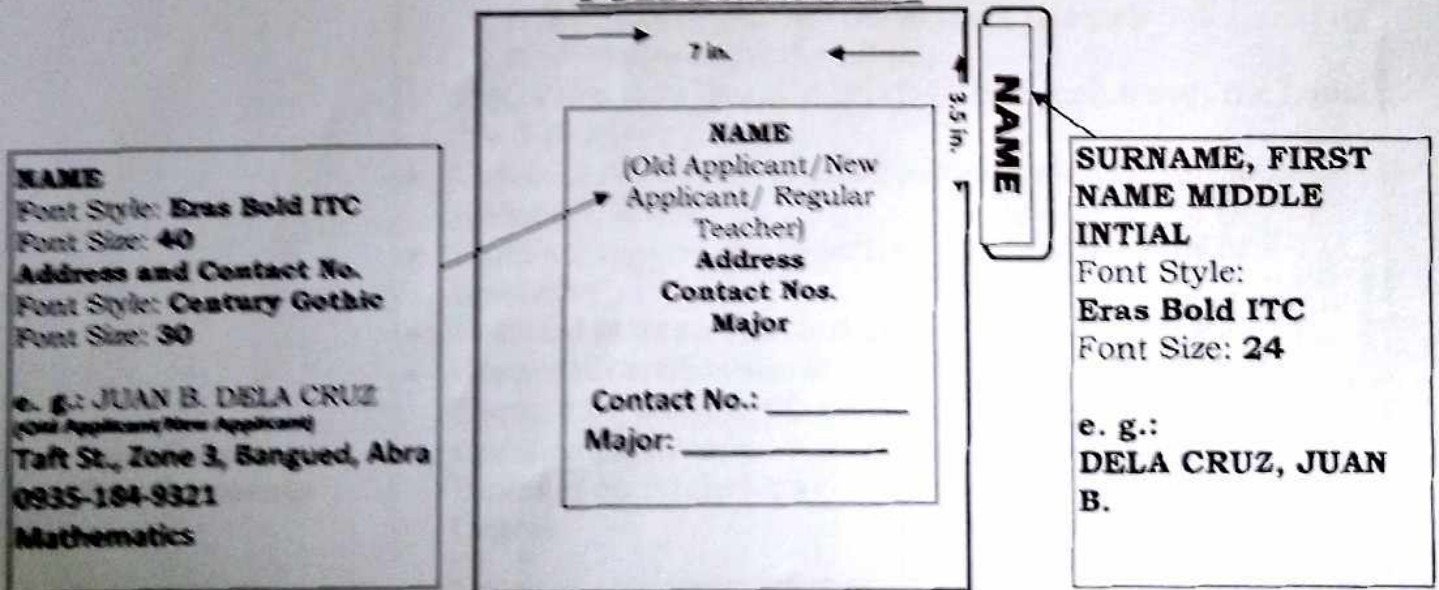 NAME
Font Style: Eras Bold ITC
Font Size: 40
Address and Contact No.
Font Style: Century Gothic
Font Size: 30
e. g.: JUAN B. DELA CRUZ
(Old Applicant/New Applicant)
Taft St., Zone 3, Bangued, Abra
0935-184-9321
Mathematics
7 in.
3.5 in.
NAME
(Old Applicant/New
Applicant/ Regular
Teacher)
Address
Contact Nos.
Major
Contact No.: ________
Major: ____________
NAME
SURNAME, FIRST
NAME MIDDLE
INTIAL
Font Style:
Eras Bold ITC
Font Size: 24
e. g.:
DELA CRUZ, JUAN
B.